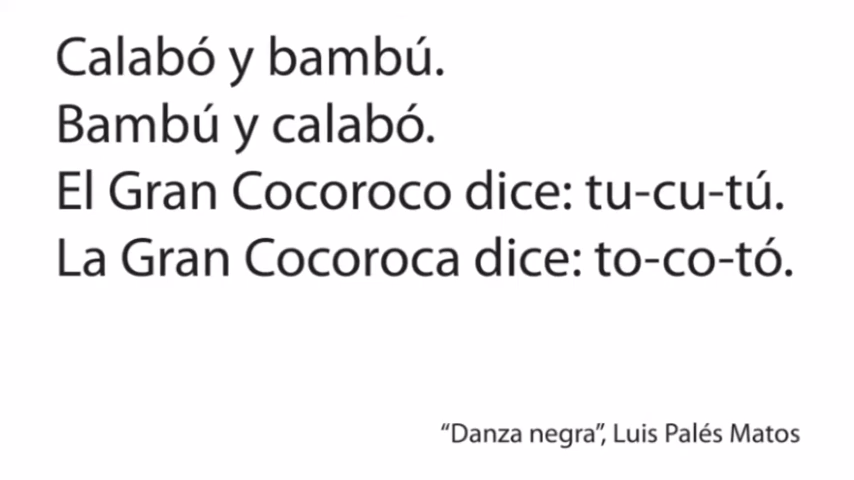 Calabó y bambú.
Bambú y calabó.
El Gran Cocoroco dice: tu-cu-tú.
La Gran Cocoroca dice: to-co-tó.
“Danza negra”, Luis Palés Matos